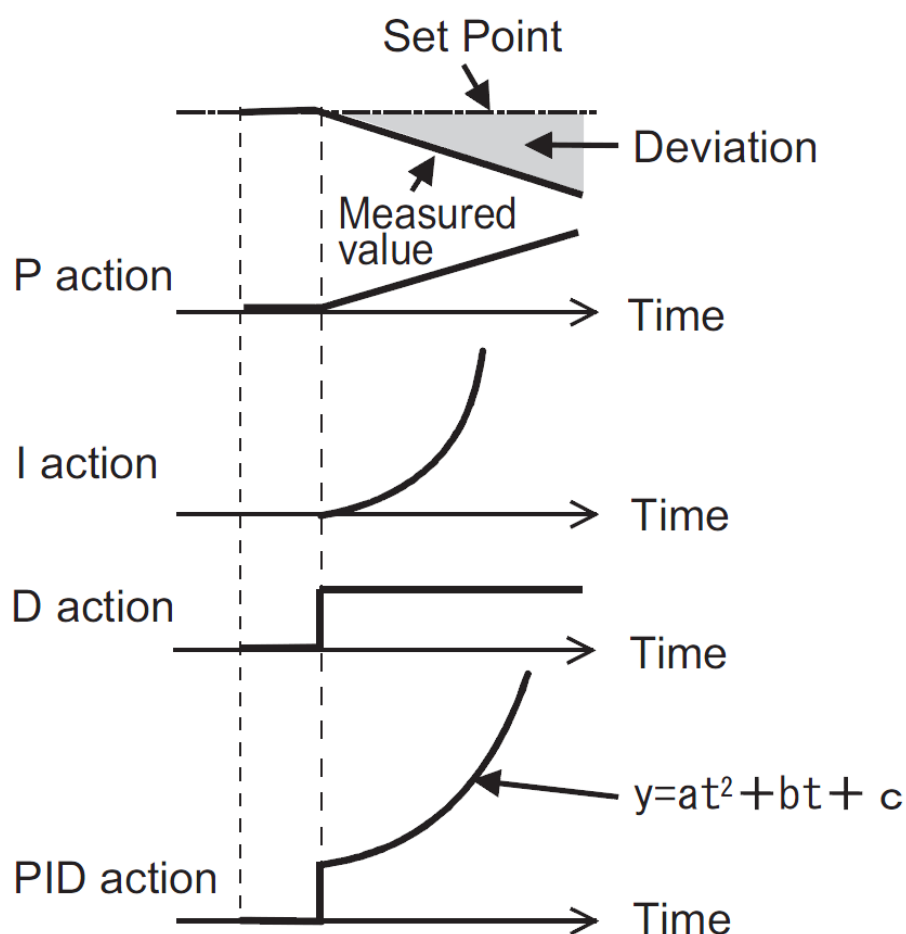 Set Point
Deviation
Measured
value
P action
Time
I action
Time
D action
Time
y=at²+bt+c
PID action
Time